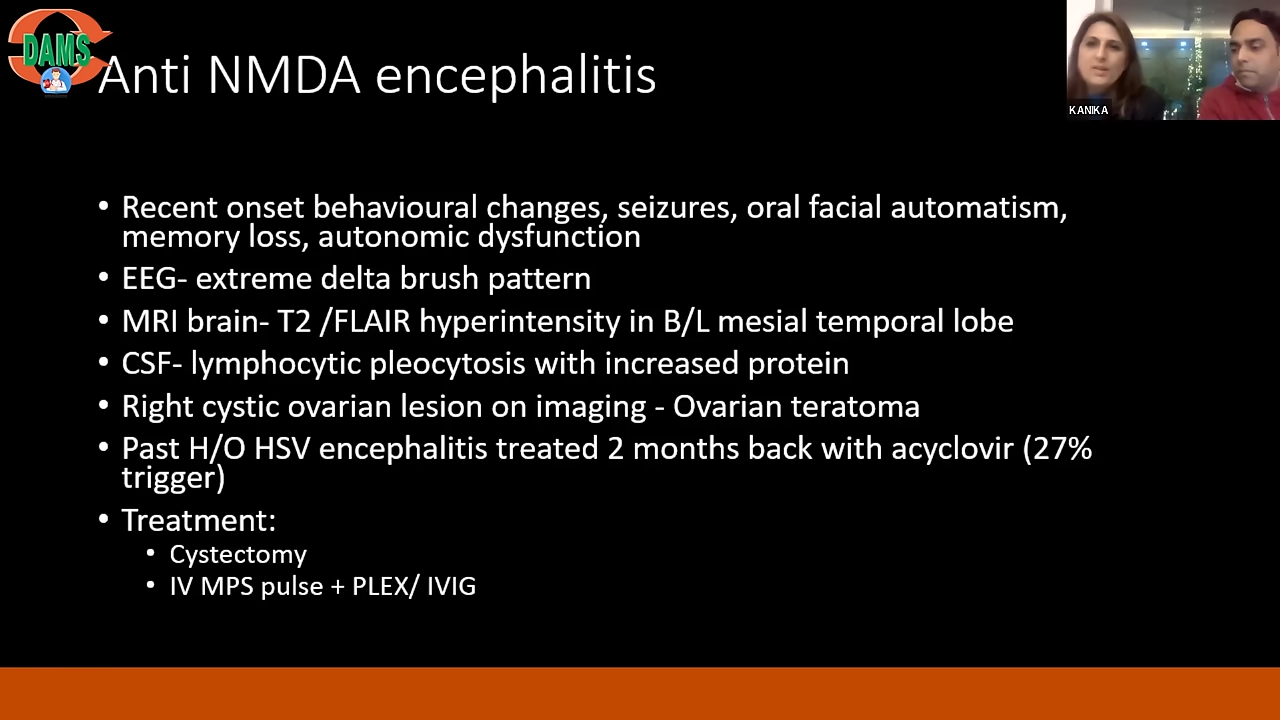 DAMS
Anti NMDA encephalitis
KANIKA
• Recent onset behavioural changes, seizures, oral facial automatism,
memory loss, autonomic dysfunction
• EEG- extreme delta brush pattern
• MRI brain- T2 /FLAIR hyperintensity in B/L mesial temporal lobe
• CSF- lymphocytic pleocytosis with increased protein
• Right cystic ovarian lesion on imaging - Ovarian teratoma
• Past H/O HSV encephalitis treated 2 months back with acyclovir (27%
trigger)
• Treatment:
• Cystectomy
• IV MPS pulse + PLEX/ IVIG